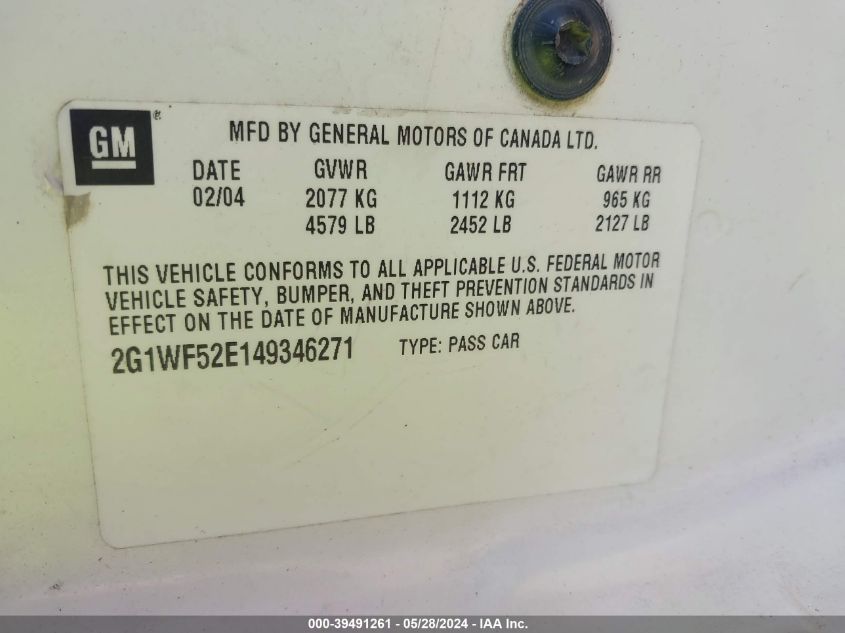 GM®
MFD BY GENERAL MOTORS OF CANADA LTD.
DATE GVWR GAWR FRT GAWR RR
02/04 2077 KG 1112 KG 965 KG
4579 LB 2452 LB 2127 LB
THIS VEHICLE CONFORMS TO ALL APPLICABLE U.S. FEDERAL MOTOR
VEHICLE SAFETY, BUMPER, AND THEFT PREVENTION STANDARDS IN
EFFECT ON THE DATE OF MANUFACTURE SHOWN ABOVE.
2G1WF52E149346271 TYPE: PASS CAR
000-39491261 - 05/28/2024 - IAA Inc.